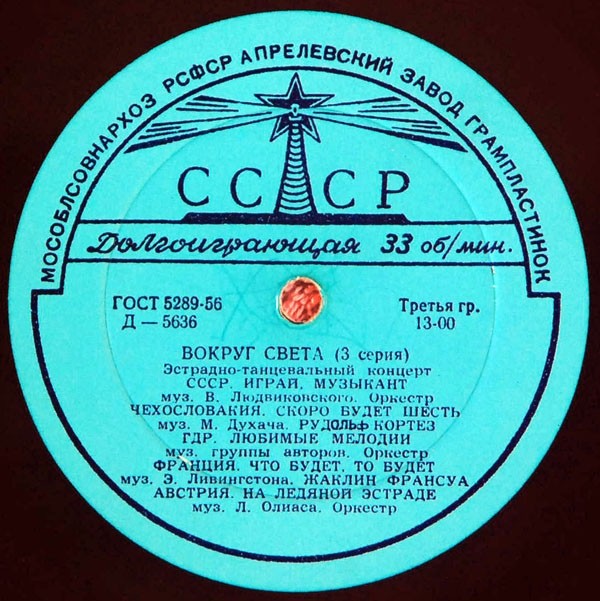 МОСОБЛСОВНАРХОЗ РСФСР АПРЕЛЕВСКИЙ ЗАВОД ГРАМПЛАСТИНОК
СССР
Долгоиграющая 33 об/мин.
ГОСТ 5289-56
Д — 5636
Третья гр.
13-00
ВОКРУГ СВЕТА (3 серия)
Эстрадно-танцевальный концерт
СССР. ИГРАЙ, МУЗЫКАНТ
муз. В. Людвиковского. Оркестр
ЧЕХОСЛОВАКИЯ. СКОРО БУДЕТ ШЕСТЬ
муз. М. Духача. РУДОЛЬФ КОРТЕЗ
ГДР. ЛЮБИМЫЕ МЕЛОДИИ
муз. группы авторов. Оркестр
ФРАНЦИЯ. ЧТО БУДЕТ, ТО БУДЕТ
муз. Э. Ливингстона. ЖАКЛИН ФРАНСУА
АВСТРИЯ. НА ЛЕДЯНОЙ ЭСТРАДЕ
муз. Л. Олиаса. Оркестр